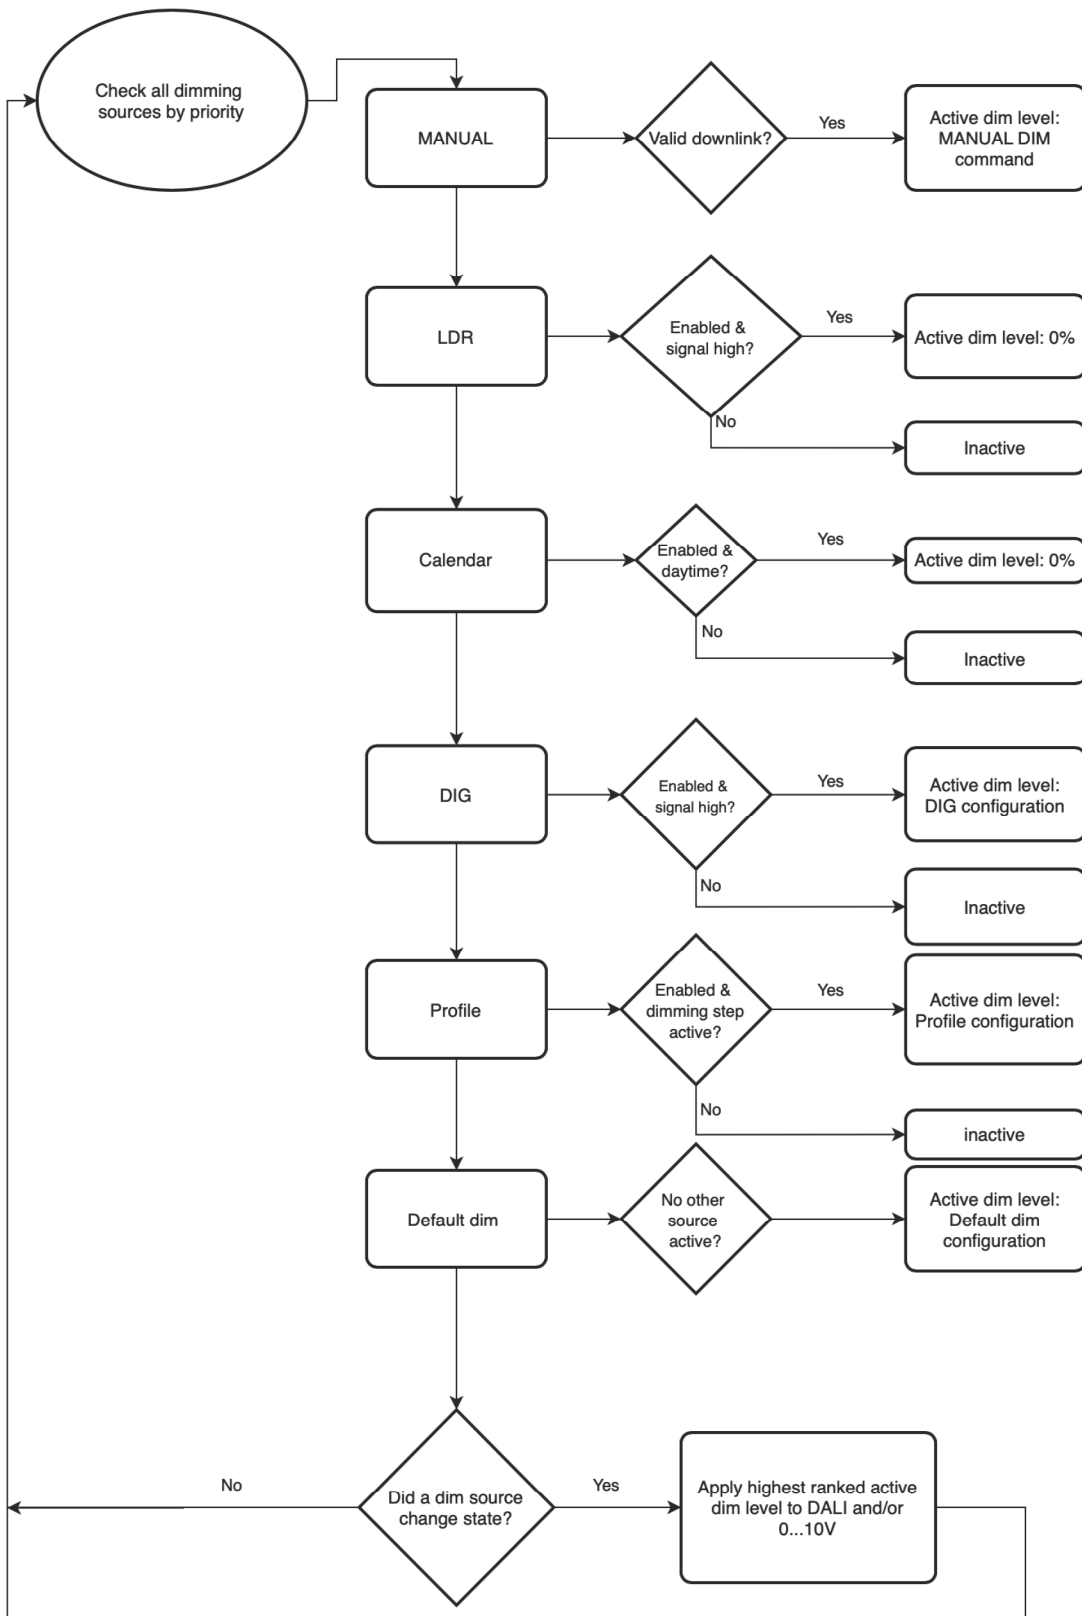 Check all dimming
sources by priority
MANUAL
Valid downlink?
Yes
Active dim level:
MANUAL DIM
command
LDR
Enabled &
signal high?
Yes
Active dim level: 0%
No
Inactive
Calendar
Enabled &
daytime?
Yes
Active dim level: 0%
No
Inactive
DIG
Enabled &
signal high?
Yes
Active dim level:
DIG configuration
No
Inactive
Profile
Enabled &
dimming step
active?
Yes
Active dim level:
Profile configuration
No
inactive
Default dim
No other
source
active?
Active dim level:
Default dim
configuration
Did a dim source
change state?
No
Yes
Apply highest ranked active
dim level to DALI and/or
0...10V